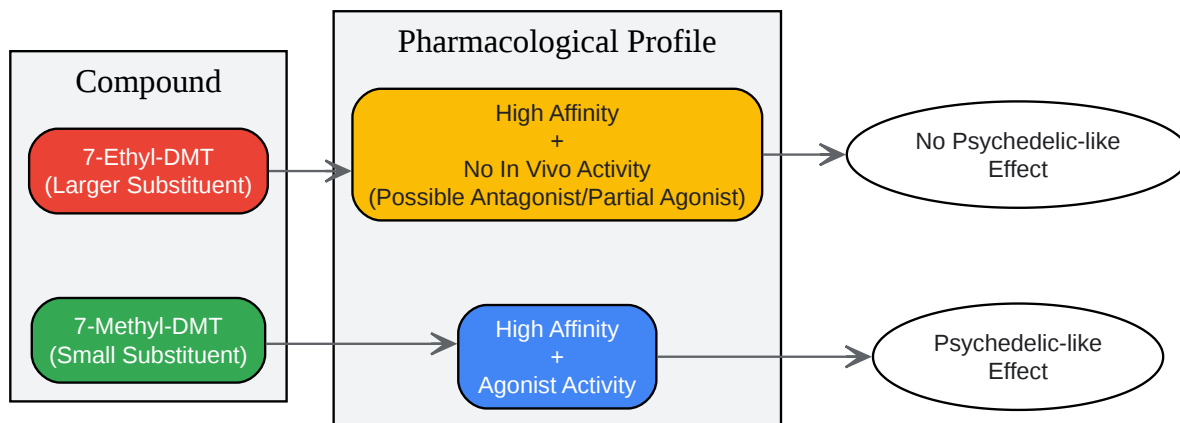 Compound
Pharmacological Profile
7-Ethyl-DMT
(Larger Substituent)
High Affinity
+
No In Vivo Activity
(Possible Antagonist/Partial Agonist)
No Psychedelic-like
Effect
7-Methyl-DMT
(Small Substituent)
High Affinity
+
Agonist Activity
Psychedelic-like
Effect